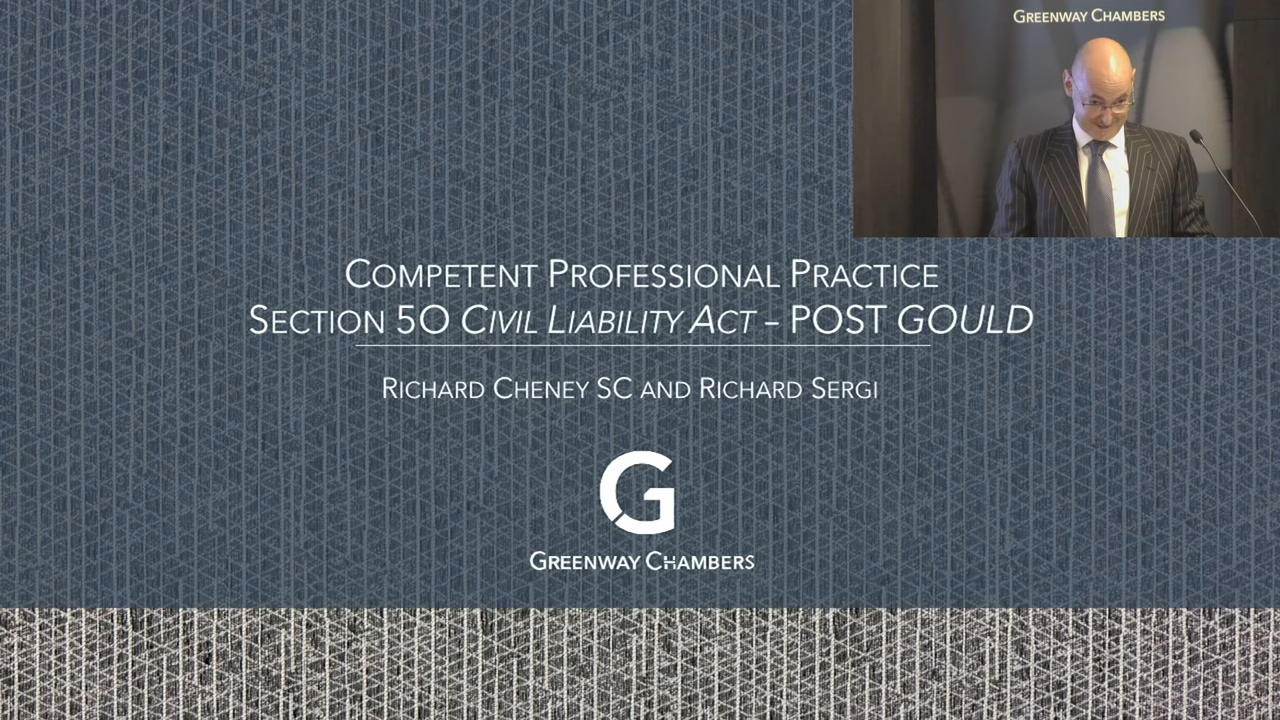 GREENWAY CHAMBERS
COMPETENT PROFESSIONAL PRACTICE
SECTION 5O CIVIL LIABILITY ACT – POST GOULD
RICHARD CHENEY SC AND RICHARD SERGI
G
GREENWAY CHAMBERS